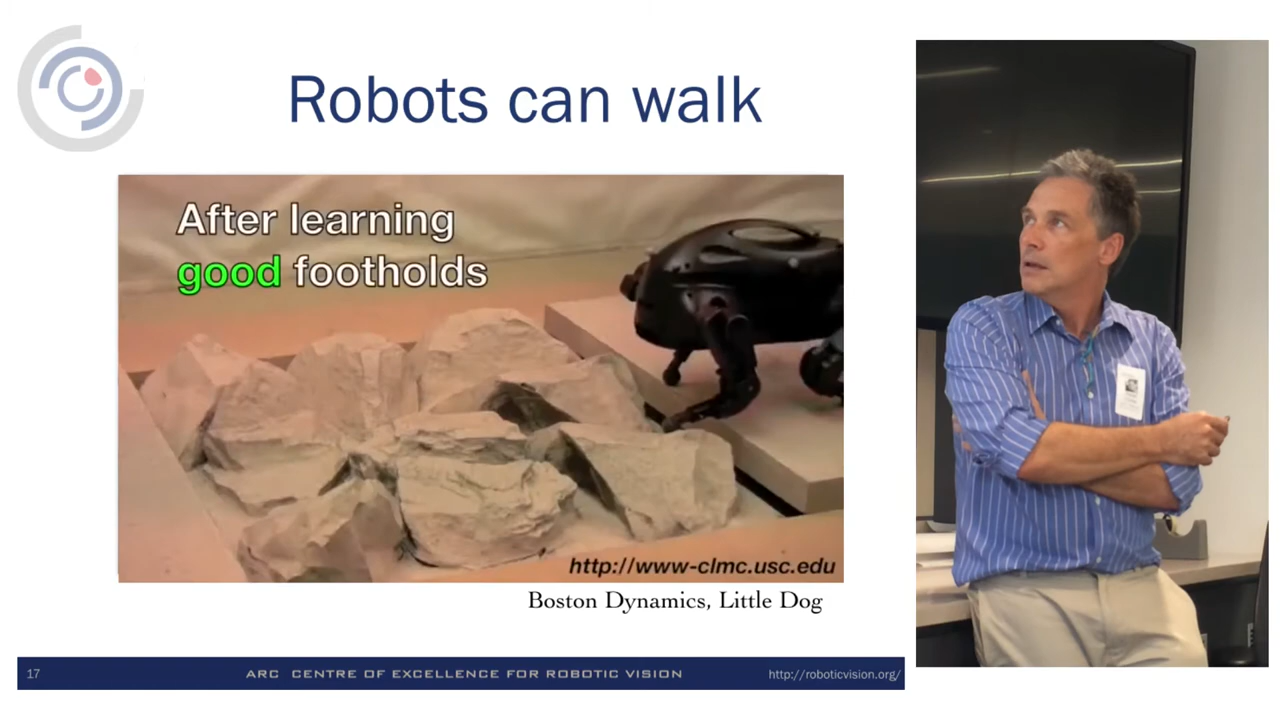 Robots can walk
After learning
good footholds
http://www-clmc.usc.edu
Boston Dynamics, Little Dog
17
ARC CENTRE OF EXCELLENCE FOR ROBOTIC VISION
http://roboticvision.org/